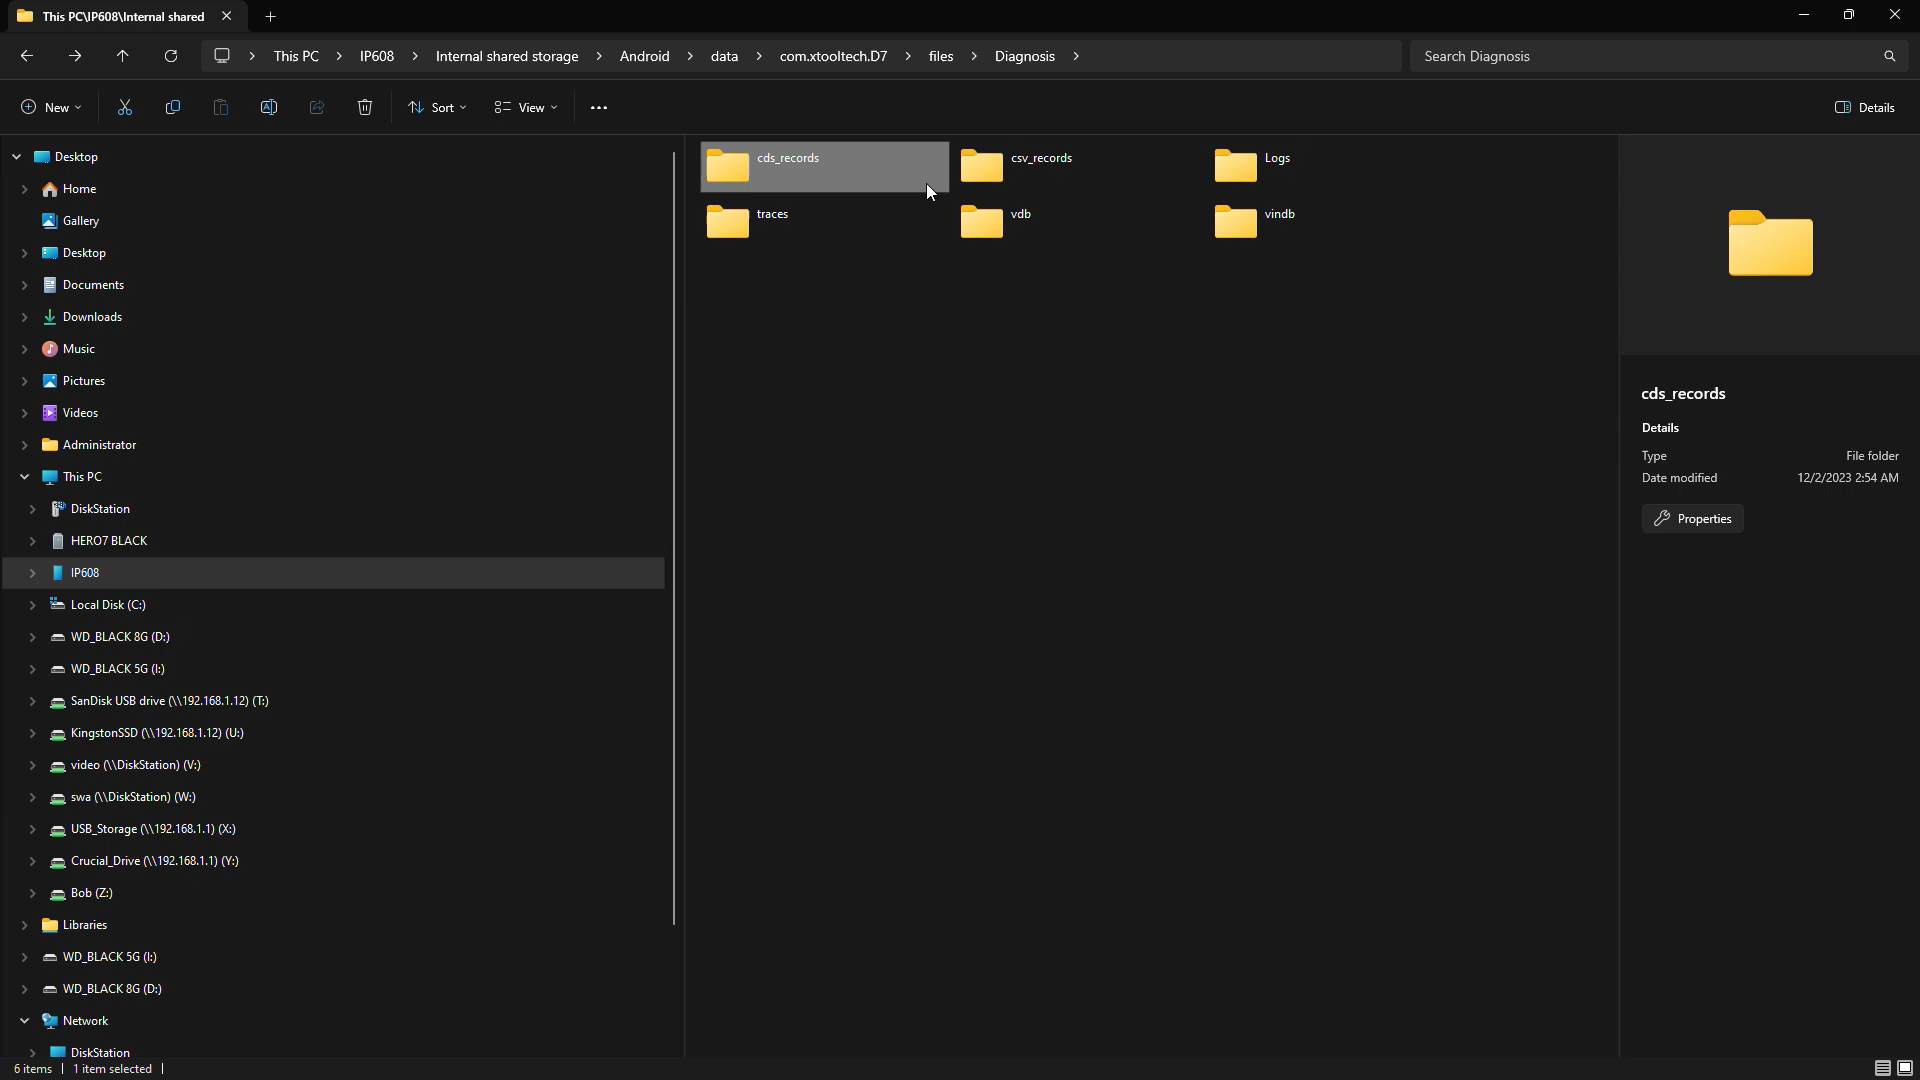 This PC\IP608\Internal shared
This PC
IP608
Internal shared storage
Android
data
com.xtooltech.D7
files
Diagnosis
Search Diagnosis
New
Sort
View
Details
Desktop
Home
Gallery
Desktop
Documents
Downloads
Music
Pictures
Videos
Administrator
This PC
DiskStation
HERO7 BLACK
IP608
Local Disk (C:)
WD_BLACK 8G (D:)
WD_BLACK 5G (I:)
SanDisk USB drive (\\192.168.1.12) (T:)
KingstonSSD (\\192.168.1.12) (U:)
video (\\DiskStation) (V:)
swa (\\DiskStation) (W:)
USB_Storage (\\192.168.1.1) (X:)
Crucial_Drive (\\192.168.1.1) (Y:)
Bob (Z:)
Libraries
WD_BLACK 5G (I:)
WD_BLACK 8G (D:)
Network
DiskStation
cds_records
csv_records
Logs
traces
vdb
vindb
cds_records
Details
Type File folder
Date modified 12/2/2023 2:54 AM
Properties
6 items
1 item selected